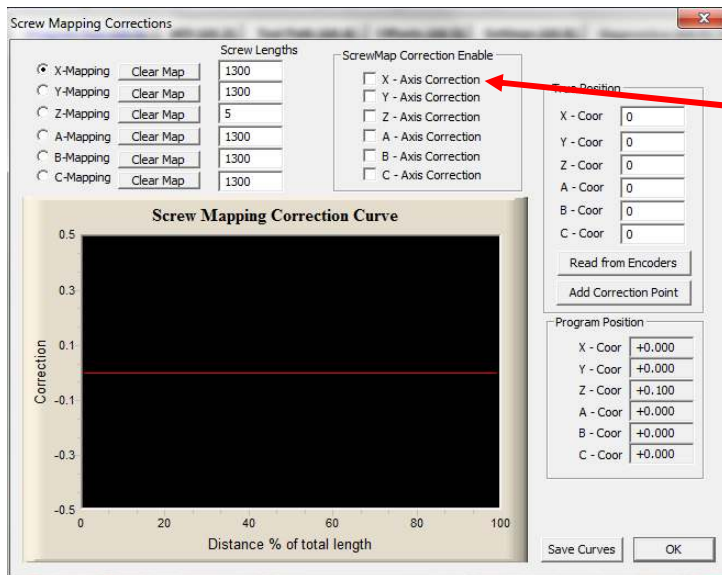 Screw Mapping Corrections
Screw Lengths
X-Mapping Clear Map 1300
Y-Mapping Clear Map 1300
Z-Mapping Clear Map 5
A-Mapping Clear Map 1300
B-Mapping Clear Map 1300
C-Mapping Clear Map 1300
ScrewMap Correction Enable
X - Axis Correction
Y - Axis Correction
Z - Axis Correction
A - Axis Correction
B - Axis Correction
C - Axis Correction
True Position
X - Coor 0
Y - Coor 0
Z - Coor 0
A - Coor 0
B - Coor 0
C - Coor 0
Read from Encoders
Add Correction Point
Program Position
X - Coor +0.000
Y - Coor +0.000
Z - Coor +0.100
A - Coor +0.000
B - Coor +0.000
C - Coor +0.000
Screw Mapping Correction Curve
Correction
0.5
0.3
0.1
-0.1
-0.3
-0.5
0 20 40 60 80 100
Distance % of total length
Save Curves OK